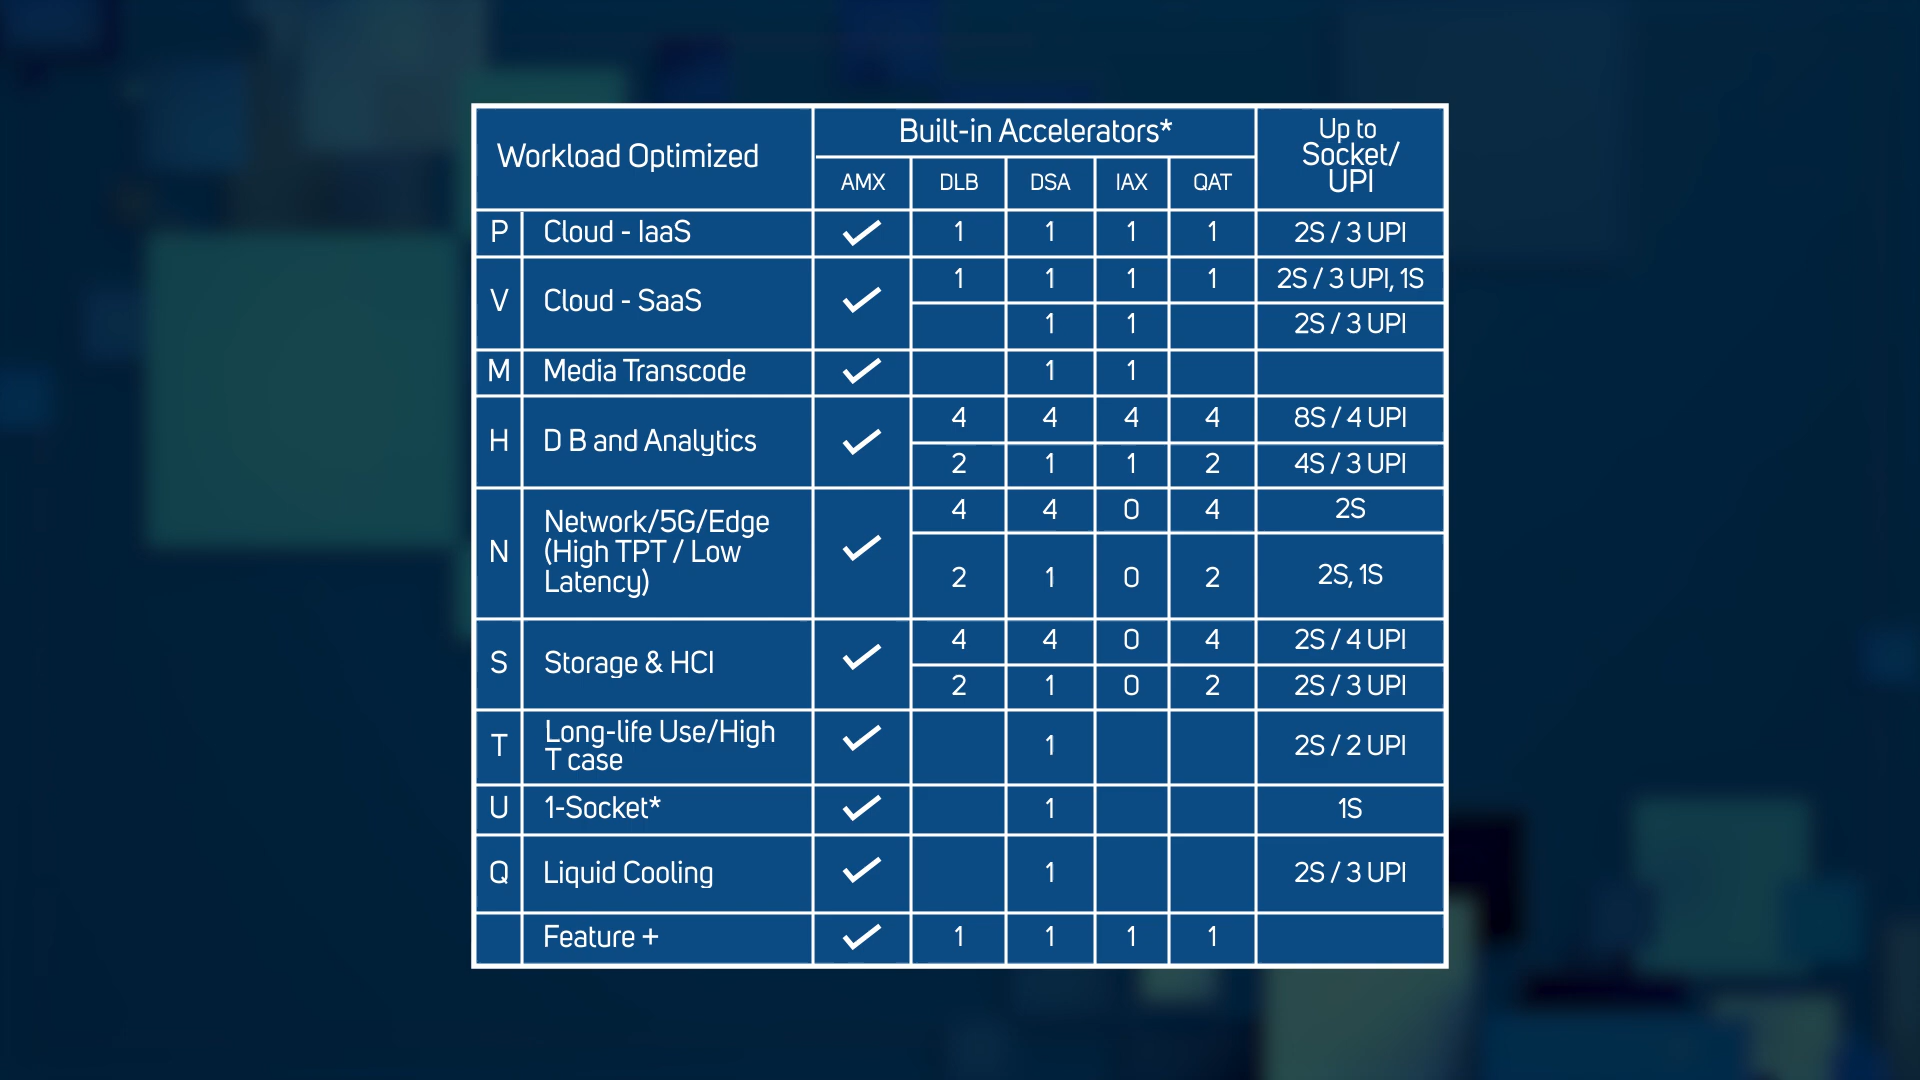 Workload Optimized
Built-in Accelerators*
Up to
Socket/
UPI
AMX DLB DSA IAX QAT
P Cloud - IaaS 1 1 1 1 2S / 3 UPI
V Cloud - SaaS
1 1 1 1 2S / 3 UPI, 1S
1 1 2S / 3 UPI
M Media Transcode 1 1
H D B and Analytics
4 4 4 4 8S / 4 UPI
2 1 1 2 4S / 3 UPI
N
Network/5G/Edge
(High TPT / Low
Latency)
4 4 0 4 2S
2 1 0 2 2S, 1S
S Storage & HCI
4 4 0 4 2S / 4 UPI
2 1 0 2 2S / 3 UPI
T
Long-life Use/High
T case
1 2S / 2 UPI
U 1-Socket* 1 1S
Q Liquid Cooling 1 2S / 3 UPI
Feature + 1 1 1 1